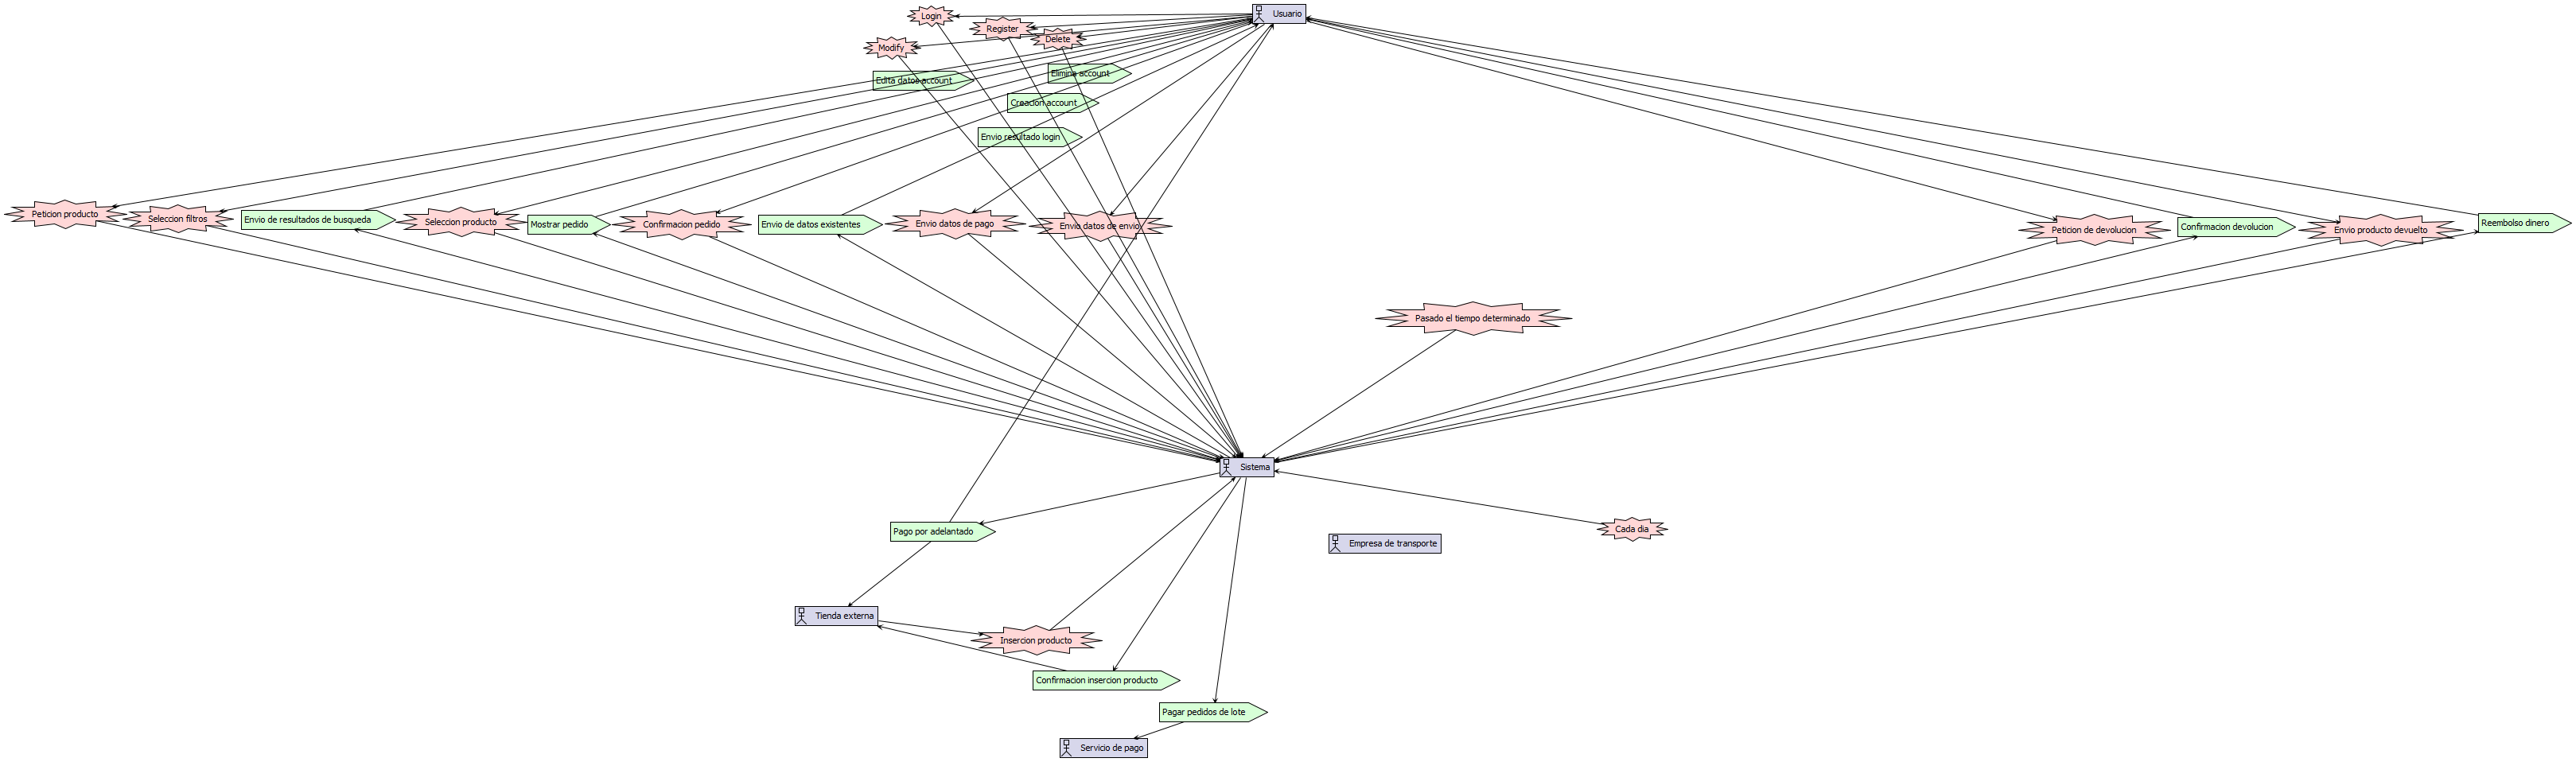 Login
Usuario
Register
Delete
Modify
Edita datos account
Elimina account
Creacion account
Envio resultado login
Peticion producto
Seleccion filtros
Envio de resultados de busqueda
Seleccion producto
Mostrar pedido
Confirmacion pedido
Envio de datos existentes
Envio datos de pago
Envio datos de envio
Peticion de devolucion
Confirmacion devolucion
Envio producto devuelto
Reembolso dinero
Pasado el tiempo determinado
Sistema
Pago por adelantado
Cada dia
Empresa de transporte
Tienda externa
Insercion producto
Confirmacion insercion producto
Pagar pedidos de lote
Servicio de pago